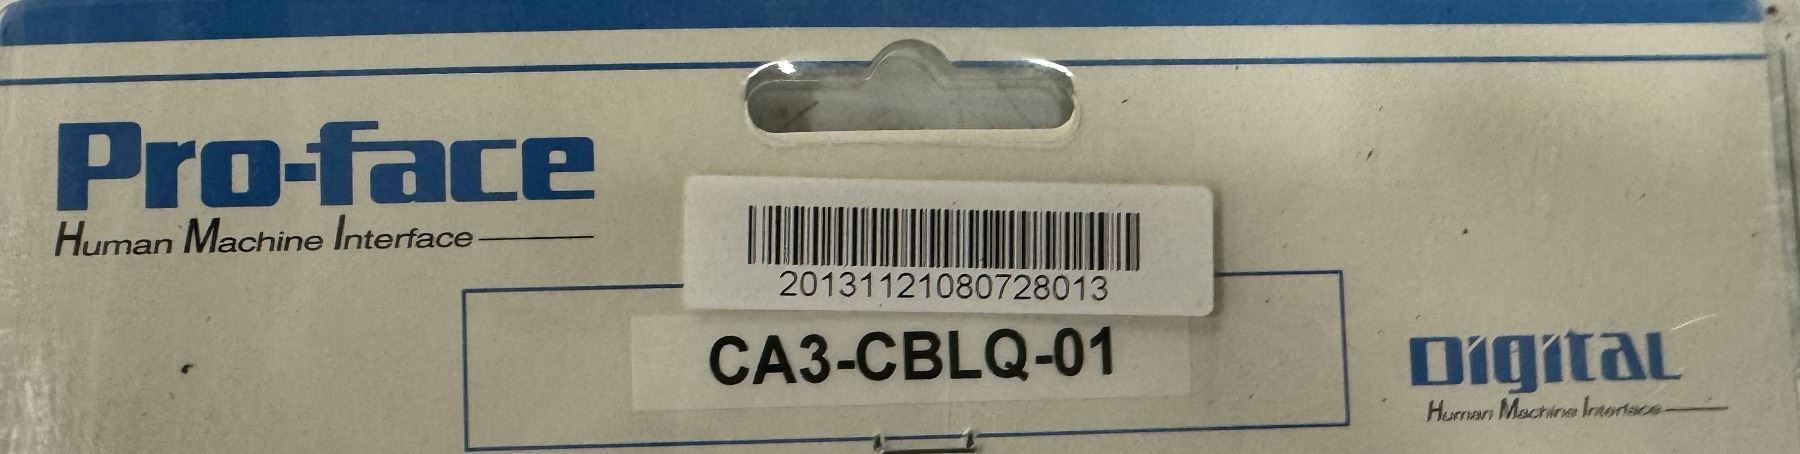 Pro-face
Human Machine Interface
20131121080728013
CA3-CBLQ-01
Digital
Human Machine Interface